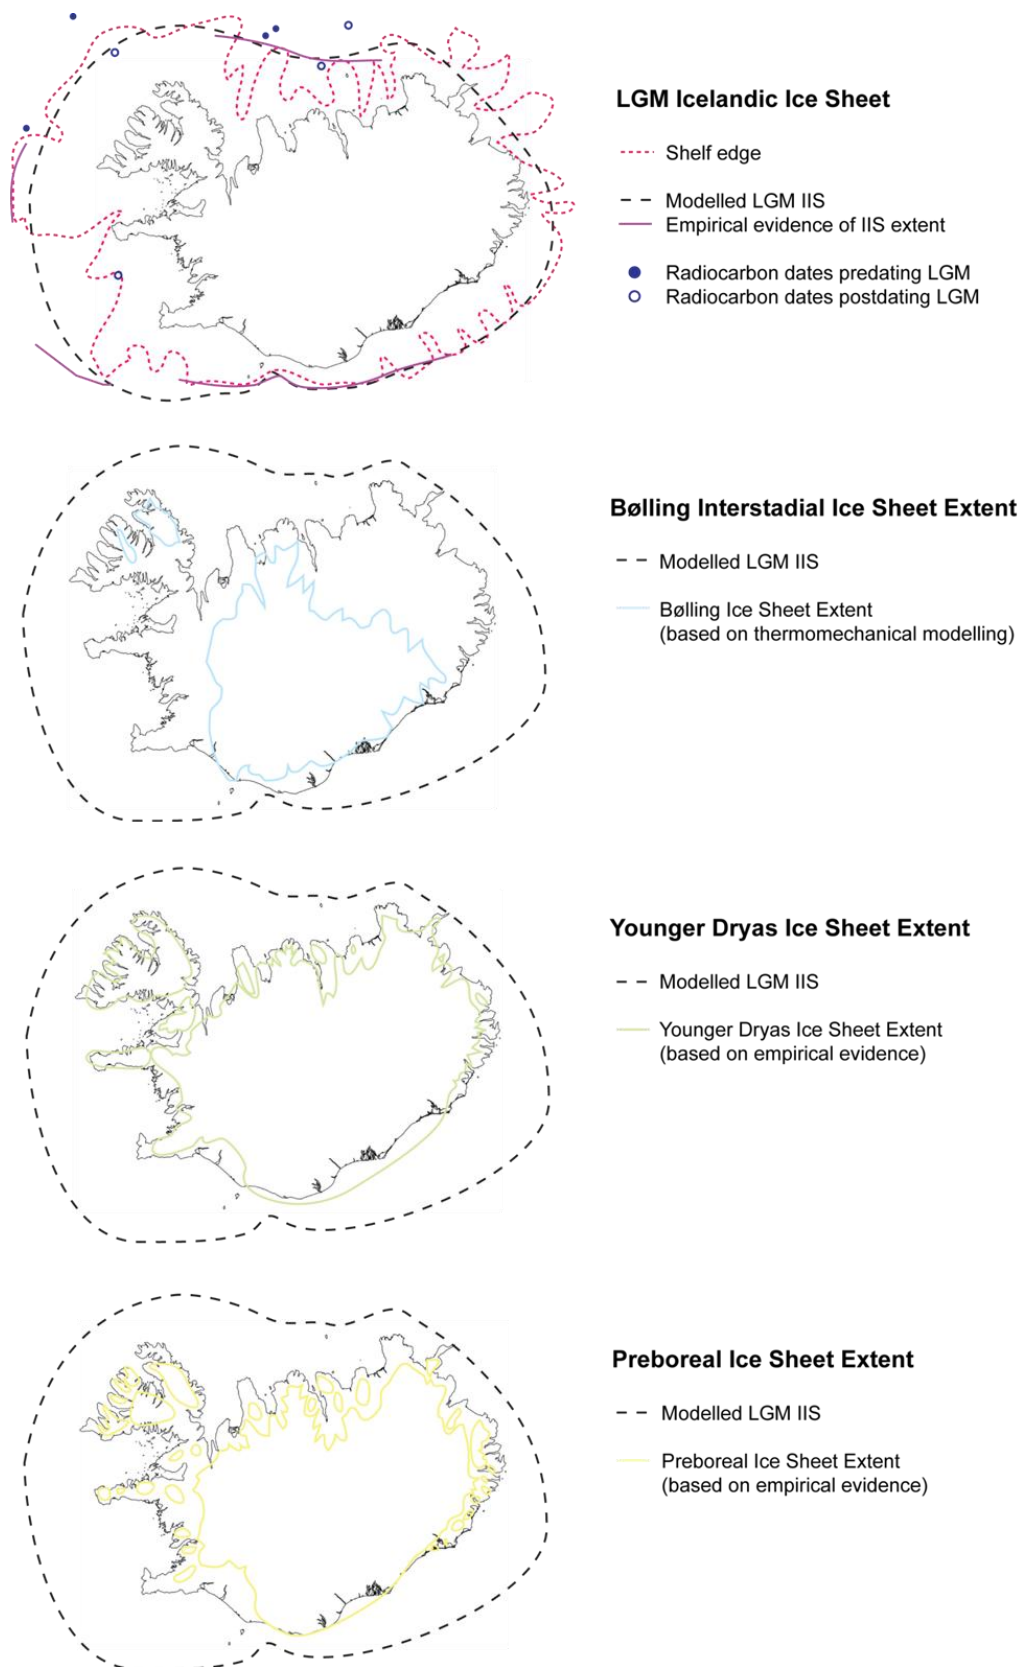 LGM Icelandic Ice Sheet
Shelf edge
Modelled LGM IIS
Empirical evidence of IIS extent
Radiocarbon dates predating LGM
Radiocarbon dates postdating LGM
Bølling Interstadial Ice Sheet Extent
Modelled LGM IIS
Bølling Ice Sheet Extent
(based on thermomechanical modelling)
Younger Dryas Ice Sheet Extent
Modelled LGM IIS
Younger Dryas Ice Sheet Extent
(based on empirical evidence)
Preboreal Ice Sheet Extent
Modelled LGM IIS
Preboreal Ice Sheet Extent
(based on empirical evidence)